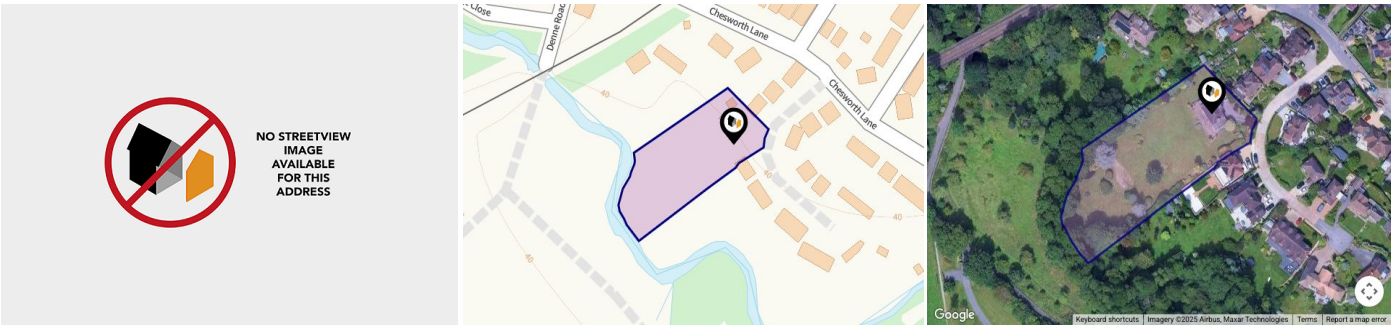 NO STREETVIEW
IMAGE
AVAILABLE
FOR THIS
ADDRESS
Close
Denne Road
Chesworth Lane
Chesworth Lane
40
40
40
40
Google
Keyboard shortcuts
Imagery ©2025 Airbus, Maxar Technologies
Terms
Report a map error